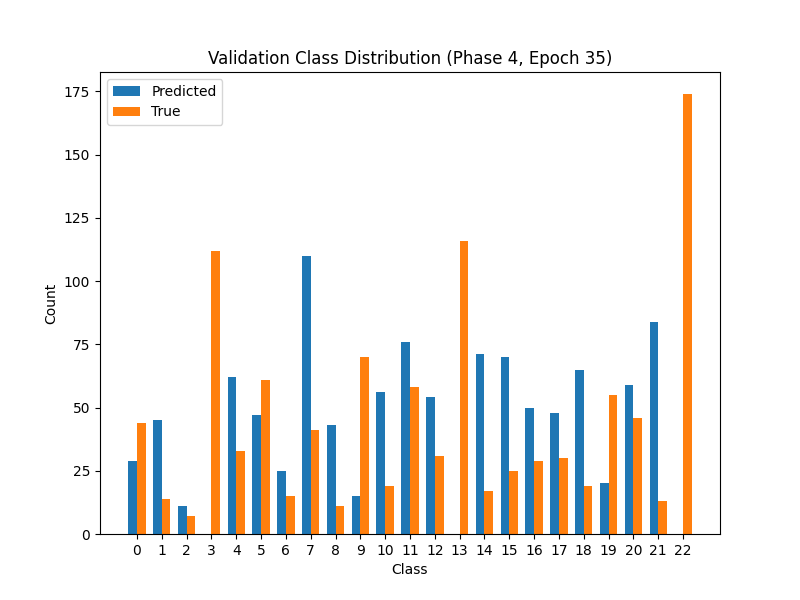 Validation Class Distribution (Phase 4, Epoch 35)
Predicted
True
175
150
125
100
75
50
25
0
Count
0 1 2 3 4 5 6 7 8 9 10 11 12 13 14 15 16 17 18 19 20 21 22
Class